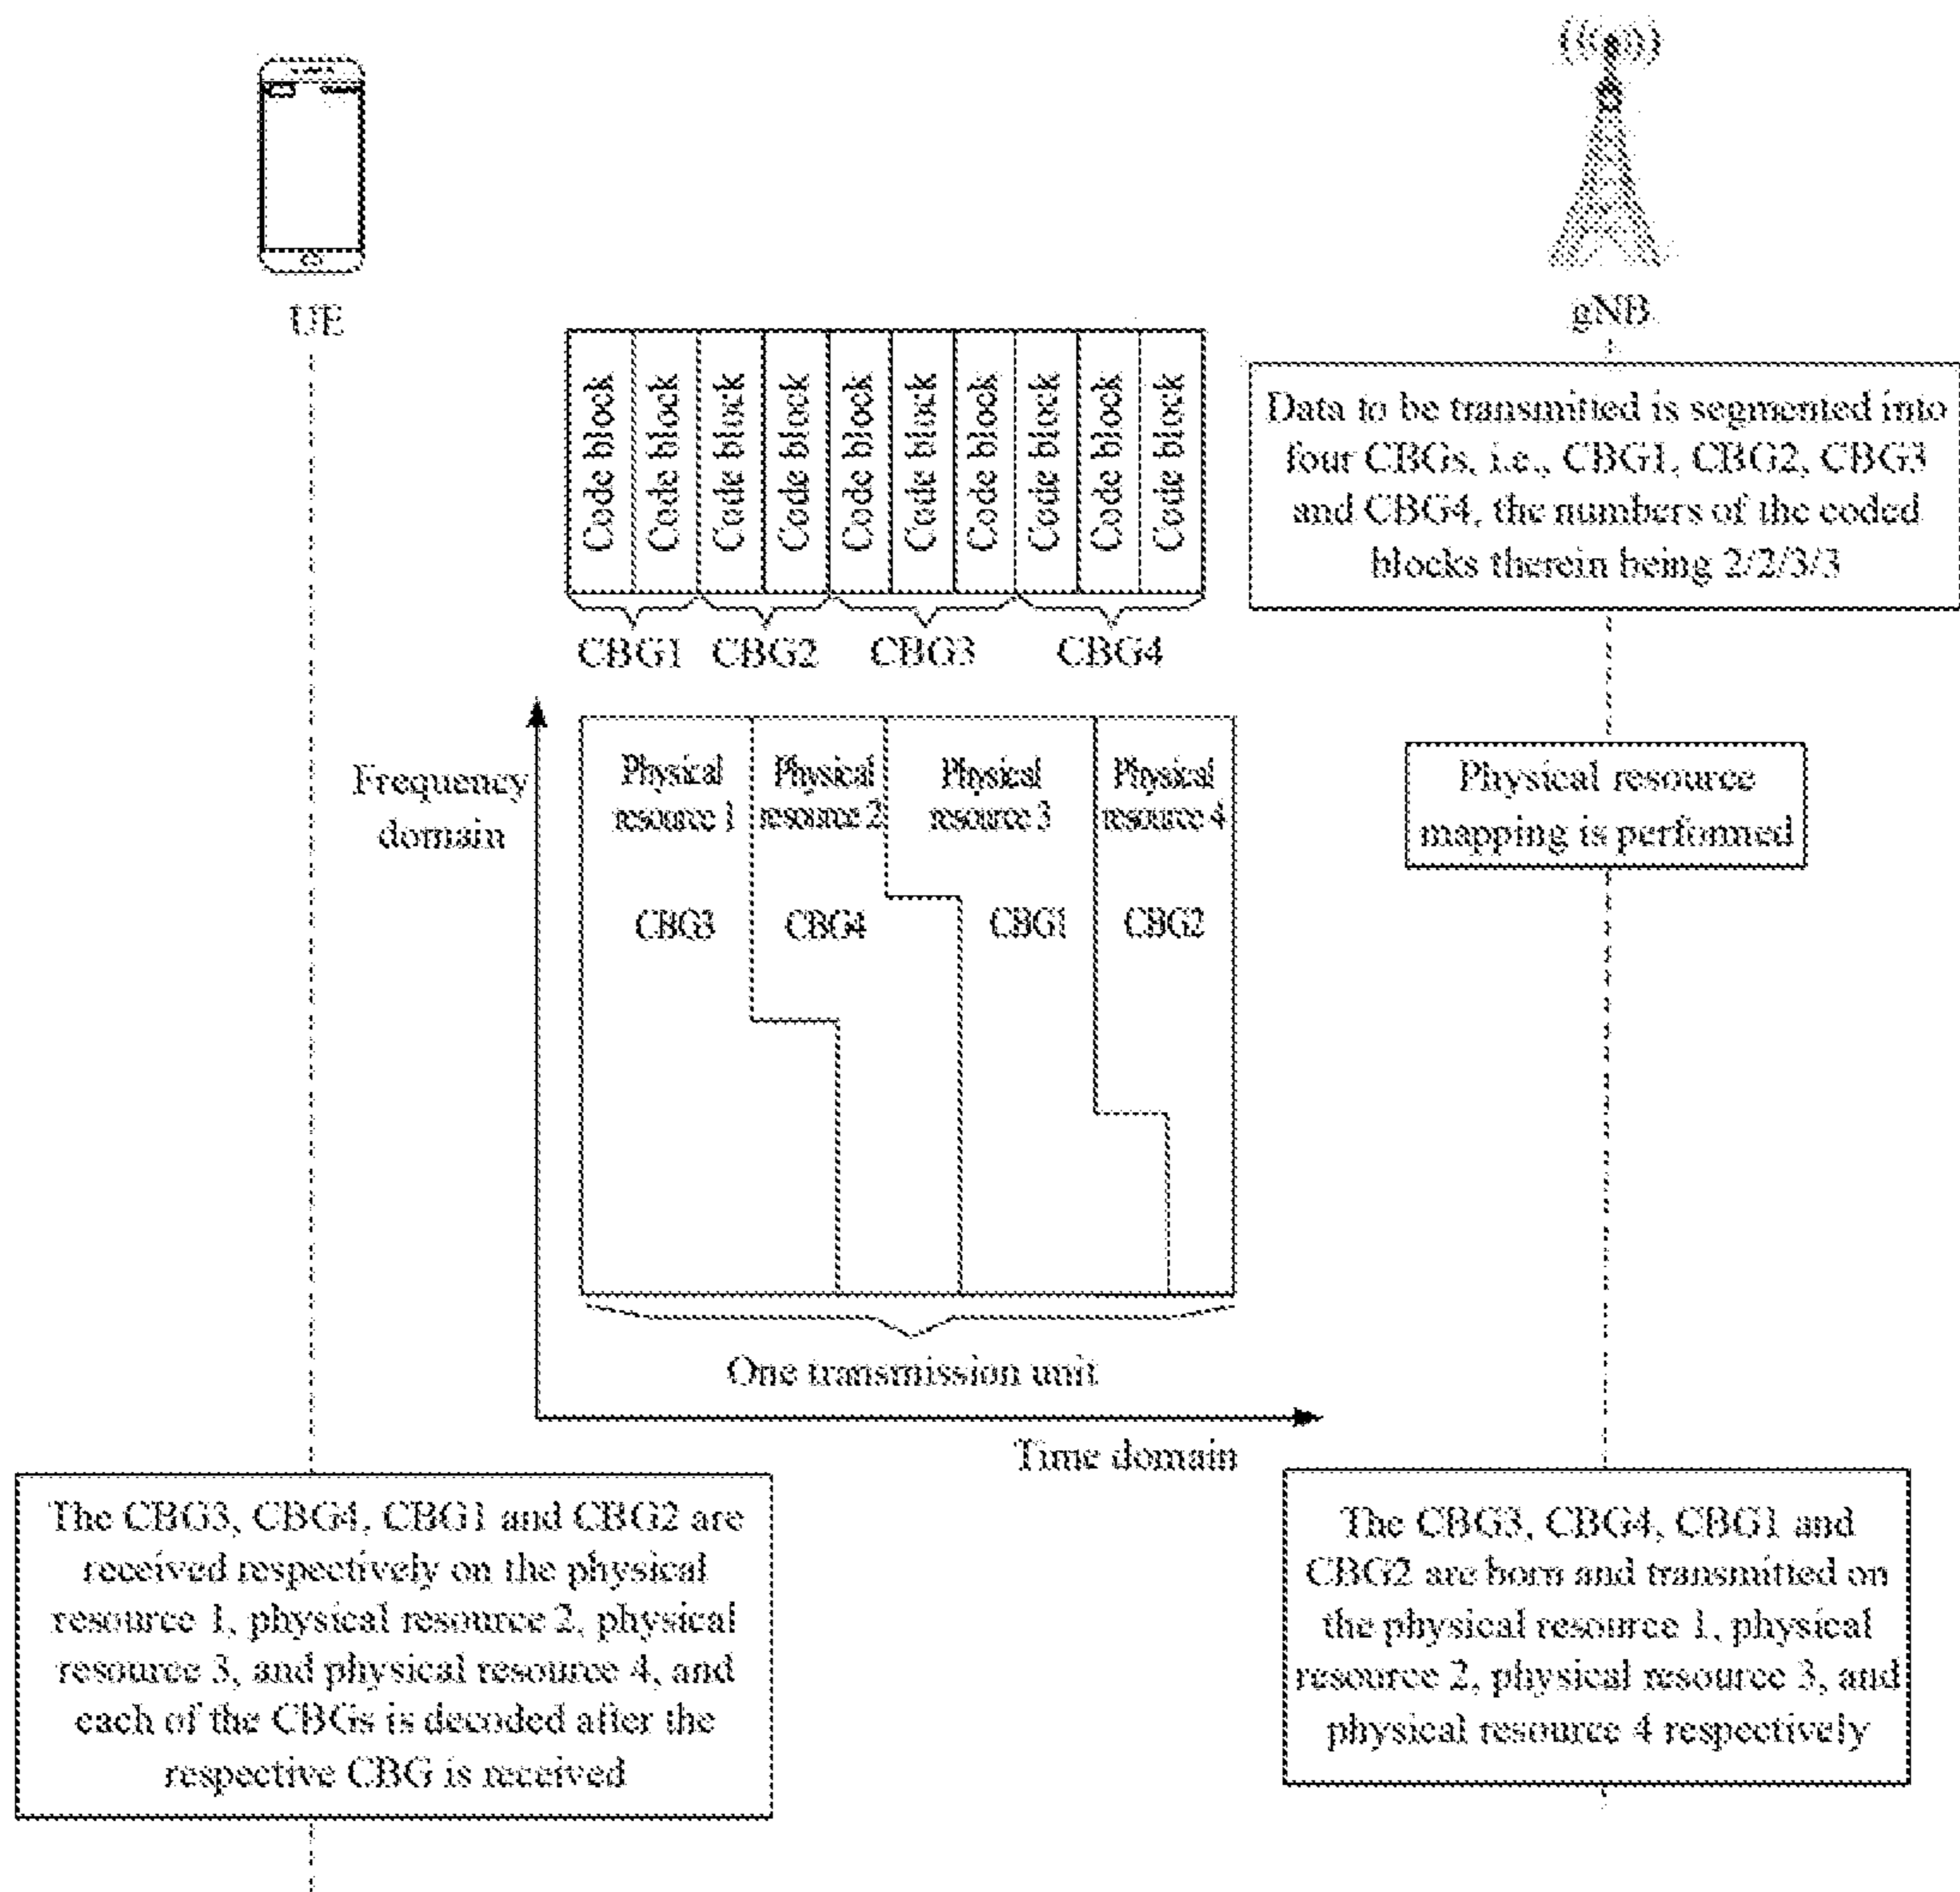 UE
gNB
Code block
Code block
Code block
Code block
Code block
Code block
Code block
Code block
Code block
Code block
CBG1
CBG2
CBG3
CBG4
Data to be transmitted is segmented into
four CBGs, i.e., CBG1, CBG2, CBG3
and CBG4, the numbers of the coded
blocks therein being 2/2/3/3
Frequency
domain
Physical
resource 1
Physical
resource 2
Physical
resource 3
Physical
resource 4
CBG3
CBG4
CBG1
CBG2
Physical resource
mapping is performed
One transmission unit
Time domain
The CBG3, CBG4, CBG1 and CBG2 are
received respectively on the physical
resource 1, physical resource 2, physical
resource 3, and physical resource 4, and
each of the CBGs is decoded after the
respective CBG is received
The CBG3, CBG4, CBG1 and
CBG2 are born and transmitted on
the physical resource 1, physical
resource 2, physical resource 3, and
physical resource 4 respectively